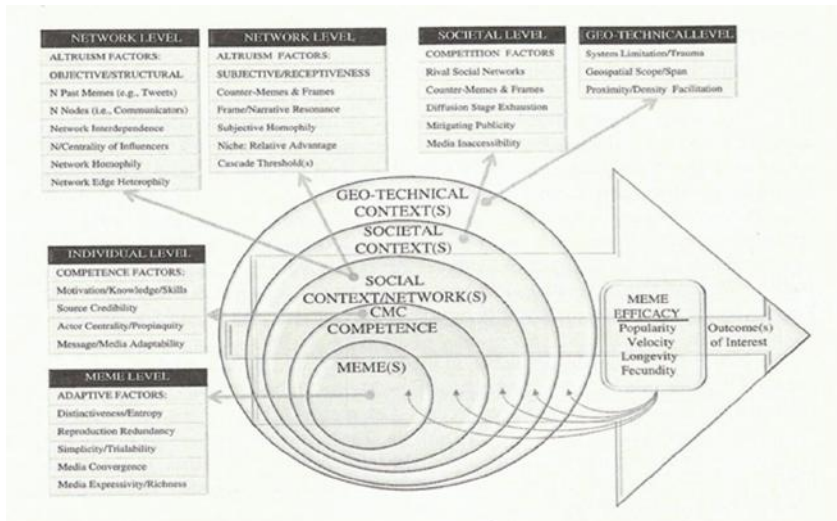 NETWORK LEVEL
ALTRUISM FACTORS:
OBJECTIVE/STRUCTURAL
N Past Memes (e.g., Tweets)
N Nodes (i.e., Communicators)
Network Interdependence
N/Centrality of Influencers
Network Homophily
Network Edge Heterophily
NETWORK LEVEL
ALTRUISM FACTORS:
SUBJECTIVE/RECEPTIVENESS
Counter-Memes & Frames
Frame/Narrative Resonance
Subjective Homophily
Niche: Relative Advantage
Cascade Threshold(s)
SOCIETAL LEVEL
COMPETITION FACTORS
Rival Social Networks
Counter-Memes & Frames
Diffusion Stage Exhaustion
Mitigating Publicity
Media Inaccessibility
GEO-TECHNICAL LEVEL
System Limitation/Trauma
Geospatial Scope/Span
Proximity/Density Facilitation
INDIVIDUAL LEVEL
COMPETENCE FACTORS:
Motivation/Knowledge/Skills
Source Credibility
Actor Centrality/Propinquity
Message/Media Adaptability
MEME LEVEL
ADAPTIVE FACTORS:
Distinctiveness/Entropy
Reproduction Redundancy
Simplicity/Trialability
Media Convergence
Media Expressivity/Richness
GEO-TECHNICAL
CONTEXT(S)
SOCIETAL
CONTEXT(S)
SOCIAL
CONTEXT/NETWORK(S)
CMC
COMPETENCE
MEME(S)
MEME
EFFICACY
Popularity
Velocity
Longevity
Fecundity
Outcome(s)
of Interest